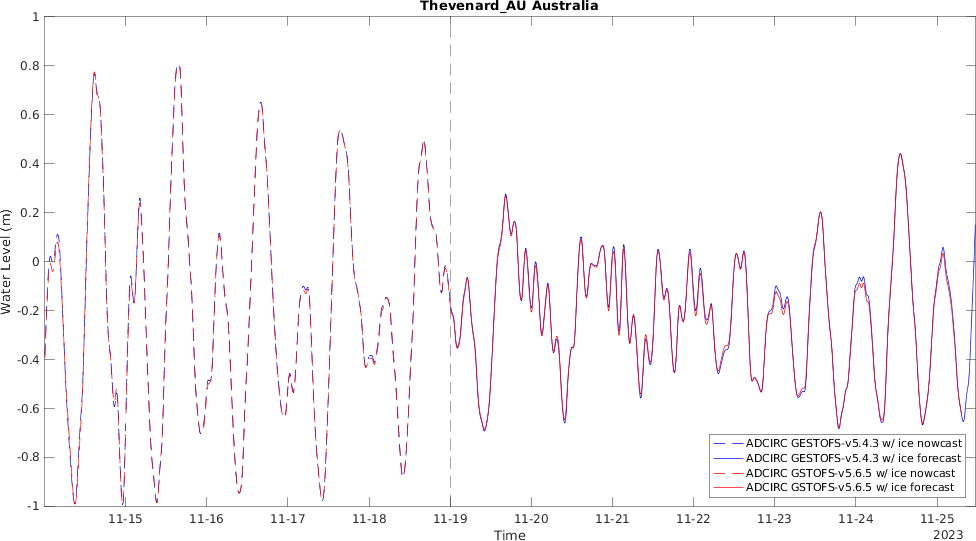 Thevenard_AU Australia
1
0.8
0.6
0.4
0.2
0
-0.2
-0.4
-0.6
-0.8
-1
Water Level (m)
ADCIRC GESTOFS-v5.4.3 w/ ice nowcast
ADCIRC GESTOFS-v5.4.3 w/ ice forecast
ADCIRC GSTOFS-v5.6.5 w/ ice nowcast
ADCIRC GSTOFS-v5.6.5 w/ ice forecast
11-15 11-16 11-17 11-18 11-19 11-20 11-21 11-22 11-23 11-24 11-25
Time
2023